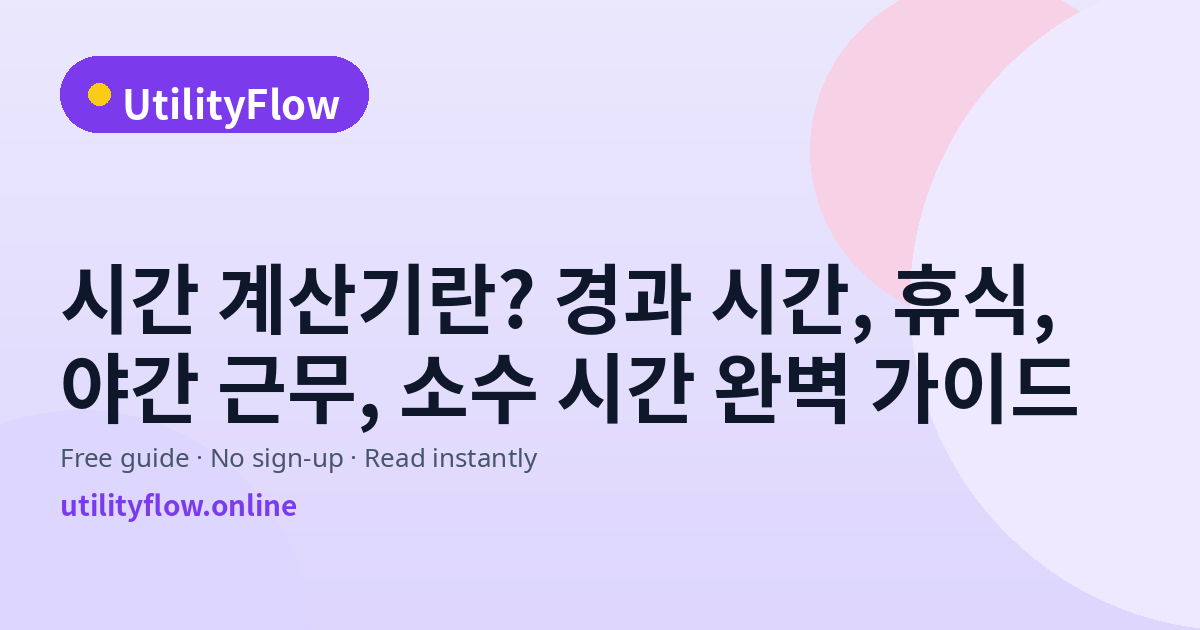 UtilityFlow
시간 계산기란? 경과 시간, 휴식,
야간 근무, 소수 시간 완벽 가이드
Free guide · No sign-up · Read instantly
utilityflow.online